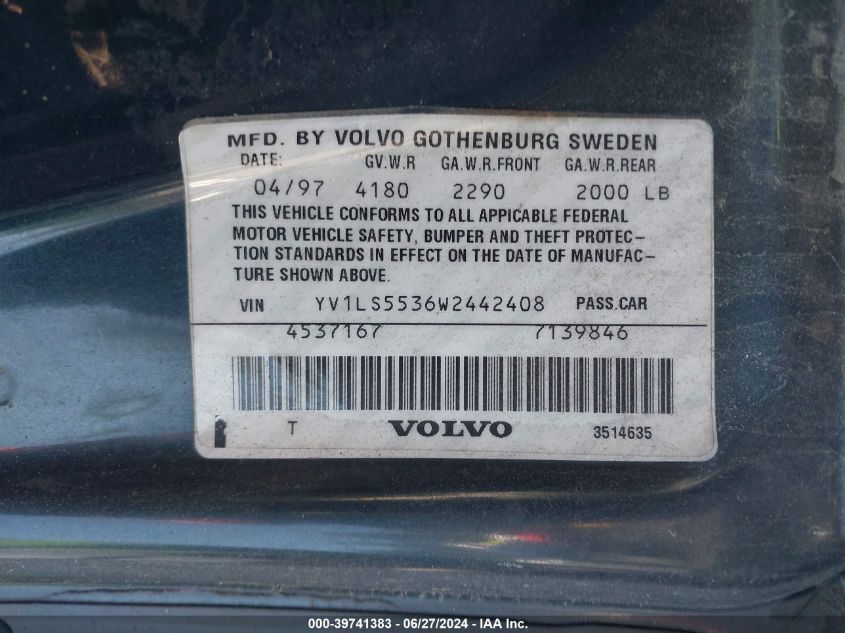 MFD. BY VOLVO GOTHENBURG SWEDEN
DATE: GV.W.R GA.W.R.FRONT GA.W.R.REAR
04/97 4180 2290 2000 LB
THIS VEHICLE CONFORMS TO ALL APPICABLE FEDERAL
MOTOR VEHICLE SAFETY, BUMPER AND THEFT PROTEC-
TION STANDARDS IN EFFECT ON THE DATE OF MANUFAC-
TURE SHOWN ABOVE.
VIN YV1LS5536W2442408 PASS.CAR
4537167 7139846
T VOLVO 3514635
000-39741383 - 06/27/2024 - IAA Inc.